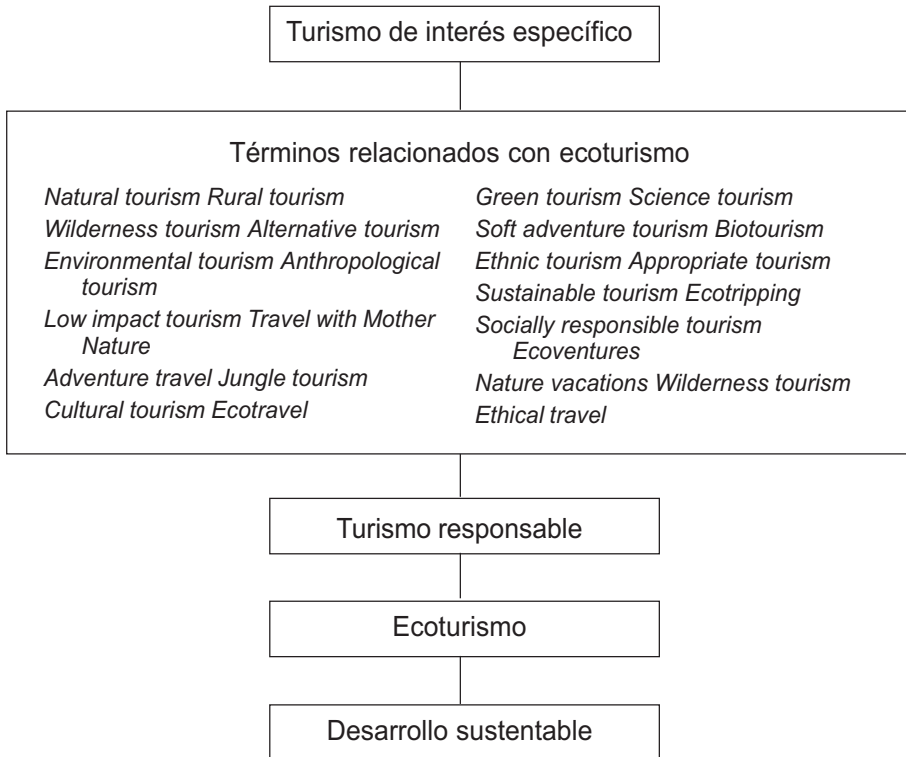 Turismo de interés específico
Términos relacionados con ecoturismo
Natural tourism Rural tourism
Wilderness tourism Alternative tourism
Environmental tourism Anthropological
tourism
Low impact tourism Travel with Mother
Nature
Adventure travel Jungle tourism
Cultural tourism Ecotravel
Green tourism Science tourism
Soft adventure tourism Biotourism
Ethnic tourism Appropriate tourism
Sustainable tourism Ecotripping
Socially responsible tourism
Ecoventures
Nature vacations Wilderness tourism
Ethical travel
Turismo responsable
Ecoturismo
Desarrollo sustentable